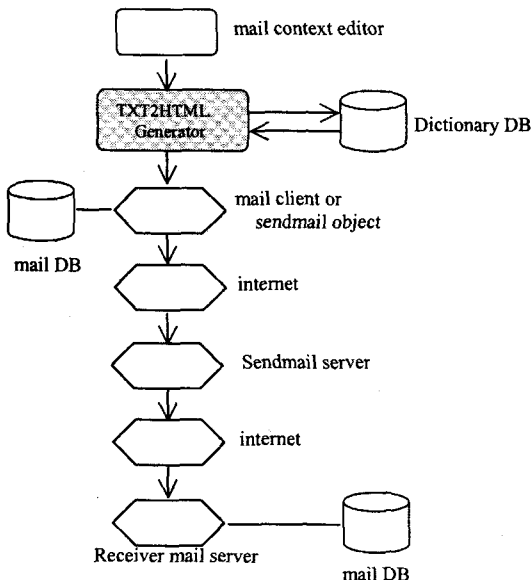 mail context editor
TXT2HTML
Generator
Dictionary DB
mail client or
sendmail object
mail DB
internet
Sendmail server
internet
Receiver mail server
mail DB